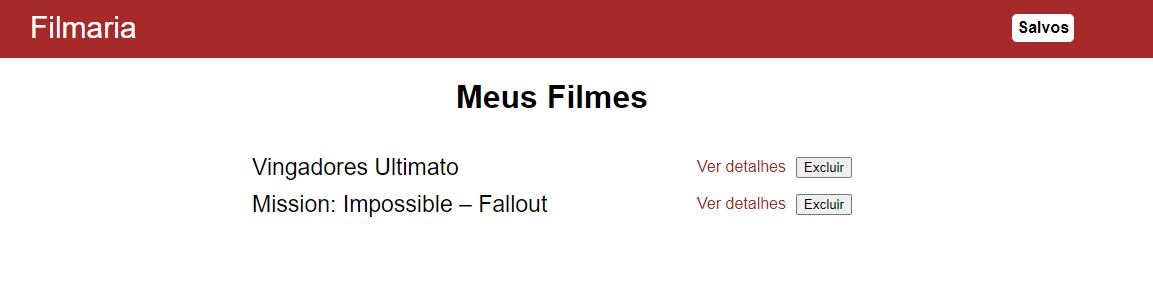 Filmaria Salvos
Meus Filmes
Vingadores Ultimato Ver detalhes Excluir
Mission: Impossible – Fallout Ver detalhes Excluir